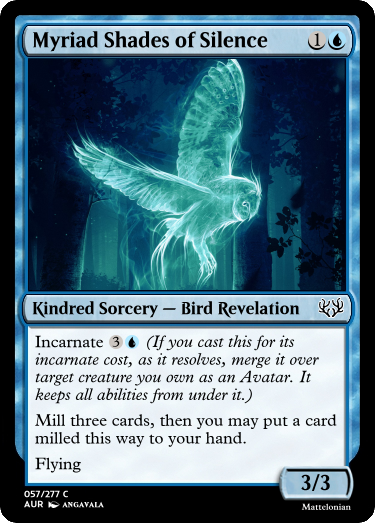 Myriad Shades of Silence 1
Kindred Sorcery — Bird Revelation
Incarnate 3 (If you cast this for its
incarnate cost, as it resolves, merge it over
target creature you own as an Avatar. It
keeps all abilities from under it.)
Mill three cards, then you may put a card
milled this way to your hand.
Flying
3/3
057/277 C
AUR ANGAVALA
Mattelonian